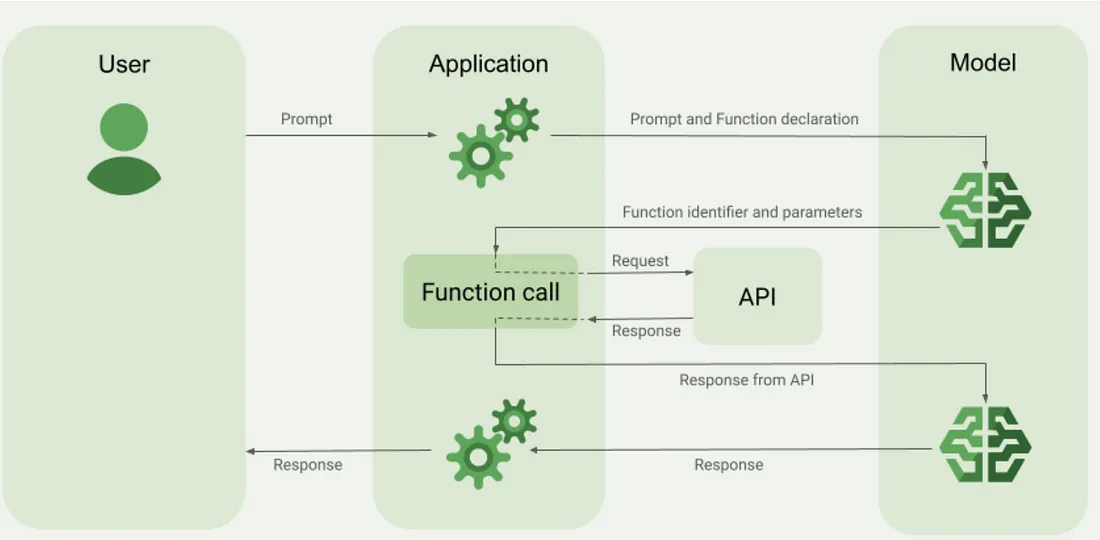 User
Application
Model
Prompt
Prompt and Function declaration
Function identifier and parameters
Request
Function call
API
Response
Response from API
Response
Response